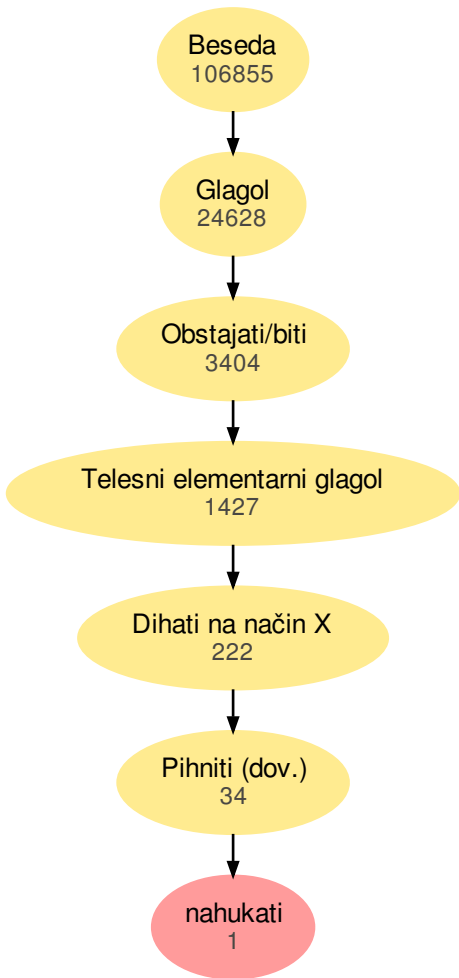 Beseda
106855
Glagol
24628
Obstajati/biti
3404
Telesni elementarni glagol
1427
Dihati na način X
222
Pihniti (dov.)
34
nahukati
1